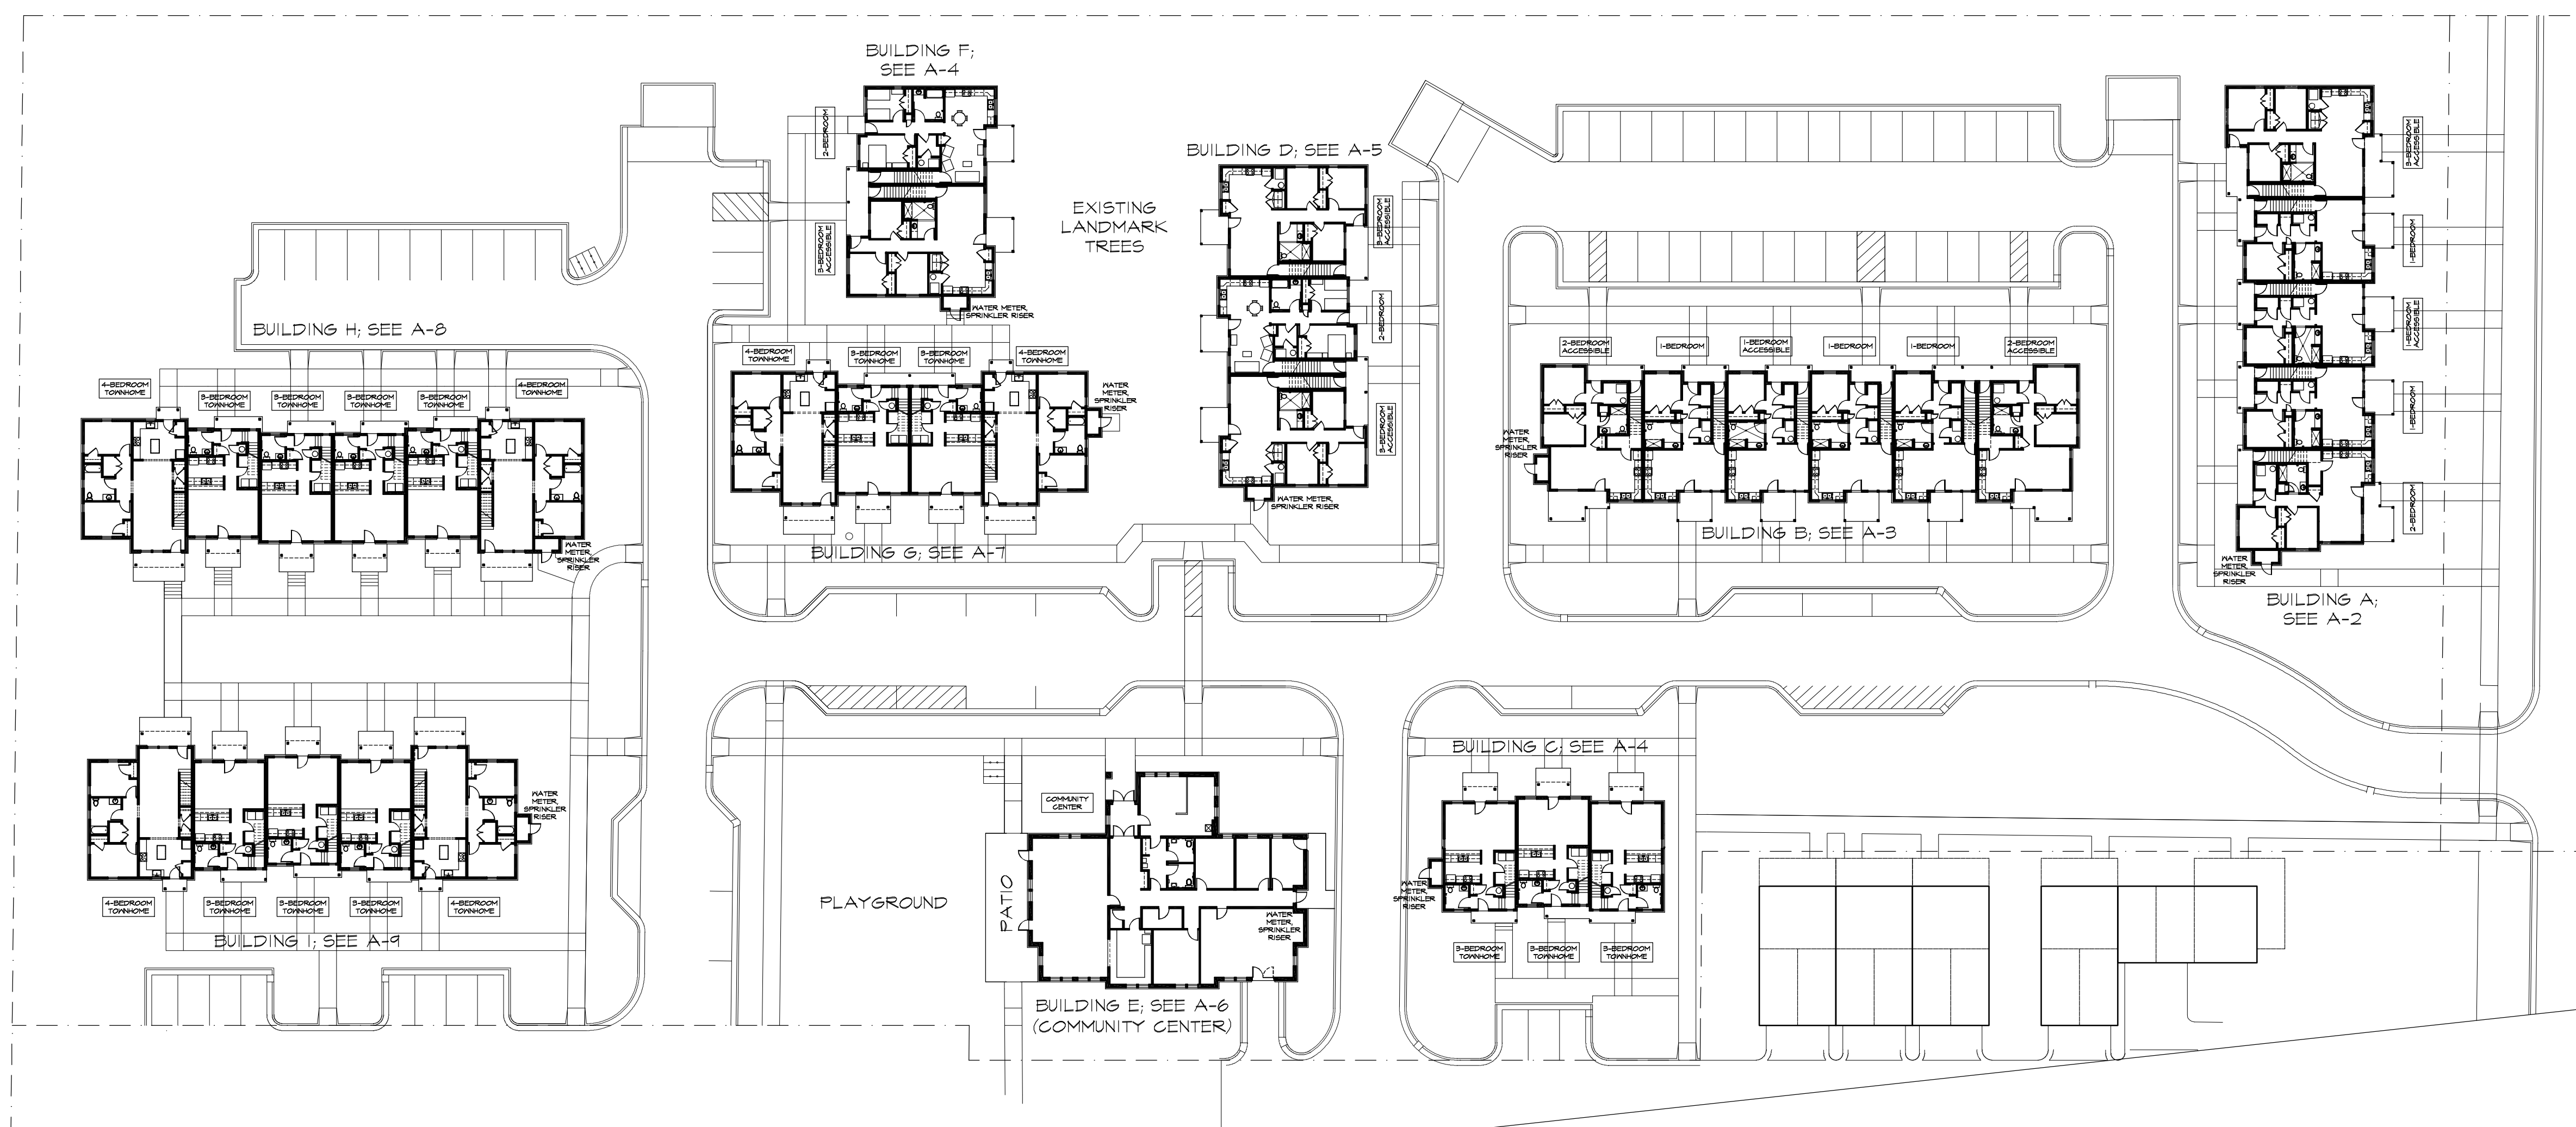 BUILDING F;
SEE A-4
2-BEDROOM
3-BEDROOM
ACCESSIBLE
WATER METER,
SPRINKLER RISER
EXISTING
LANDMARK
TREES
BUILDING D; SEE A-5
3-BEDROOM
ACCESSIBLE
2-BEDROOM
3-BEDROOM
ACCESSIBLE
WATER METER,
SPRINKLER RISER
3-BEDROOM
ACCESSIBLE
1-BEDROOM
1-BEDROOM
ACCESSIBLE
1-BEDROOM
2-BEDROOM
WATER
METER,
SPRINKLER
RISER
BUILDING A;
SEE A-2
BUILDING H; SEE A-8
4-BEDROOM
TOWNHOME
3-BEDROOM
TOWNHOME
3-BEDROOM
TOWNHOME
3-BEDROOM
TOWNHOME
3-BEDROOM
TOWNHOME
4-BEDROOM
TOWNHOME
WATER
METER,
SPRINKLER
RISER
4-BEDROOM
TOWNHOME
3-BEDROOM
TOWNHOME
3-BEDROOM
TOWNHOME
4-BEDROOM
TOWNHOME
WATER
METER,
SPRINKLER
RISER
BUILDING G; SEE A-7
2-BEDROOM
ACCESSIBLE
1-BEDROOM
1-BEDROOM
ACCESSIBLE
1-BEDROOM
1-BEDROOM
2-BEDROOM
ACCESSIBLE
WATER
METER,
SPRINKLER
RISER
BUILDING B; SEE A-3
WATER
METER,
SPRINKLER
RISER
4-BEDROOM
TOWNHOME
3-BEDROOM
TOWNHOME
3-BEDROOM
TOWNHOME
3-BEDROOM
TOWNHOME
4-BEDROOM
TOWNHOME
BUILDING I; SEE A-9
PLAYGROUND
PATIO
COMMUNITY
CENTER
WATER
METER,
SPRINKLER
RISER
BUILDING E; SEE A-6
(COMMUNITY CENTER)
BUILDING C; SEE A-4
WATER
METER,
SPRINKLER
RISER
3-BEDROOM
TOWNHOME
3-BEDROOM
TOWNHOME
3-BEDROOM
TOWNHOME